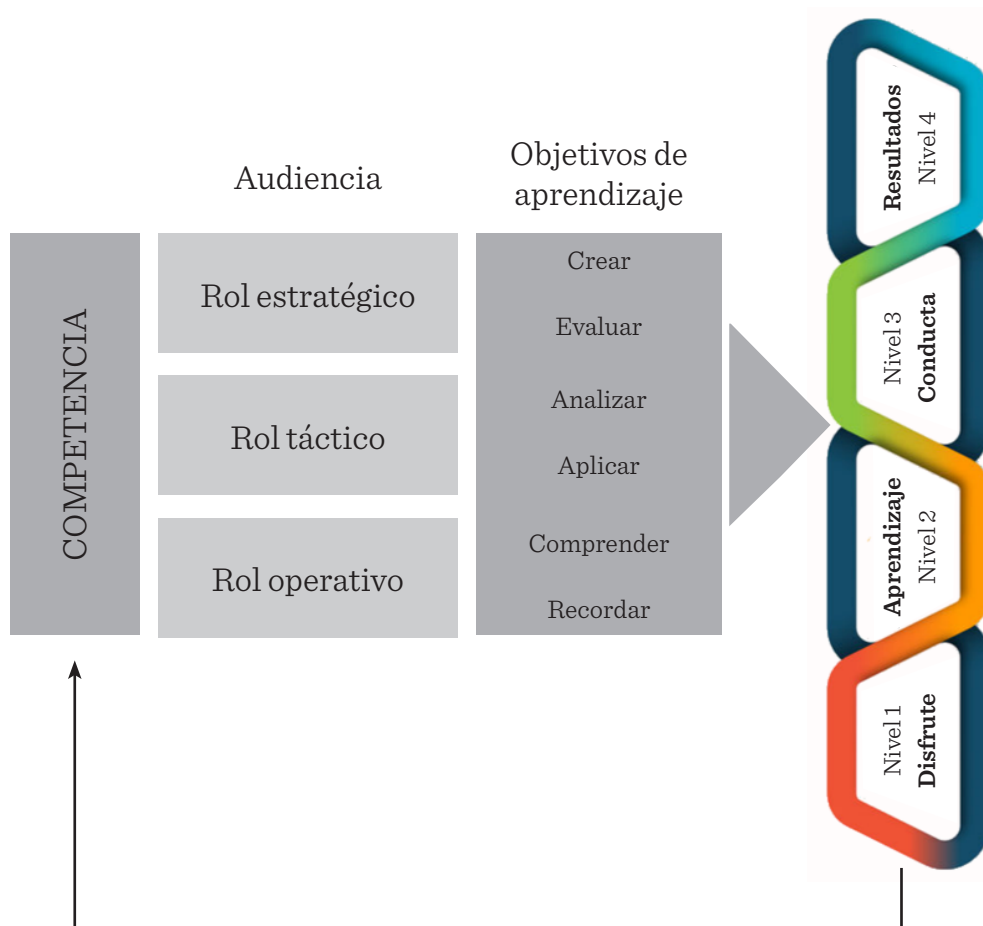 Audiencia
Objetivos de
aprendizaje
COMPETENCIA
Rol estratégico
Rol táctico
Rol operativo
Crear
Evaluar
Analizar
Aplicar
Comprender
Recordar
Resultados
Nivel 4
Nivel 3
Conducta
Aprendizaje
Nivel 2
Nivel 1
Disfrute